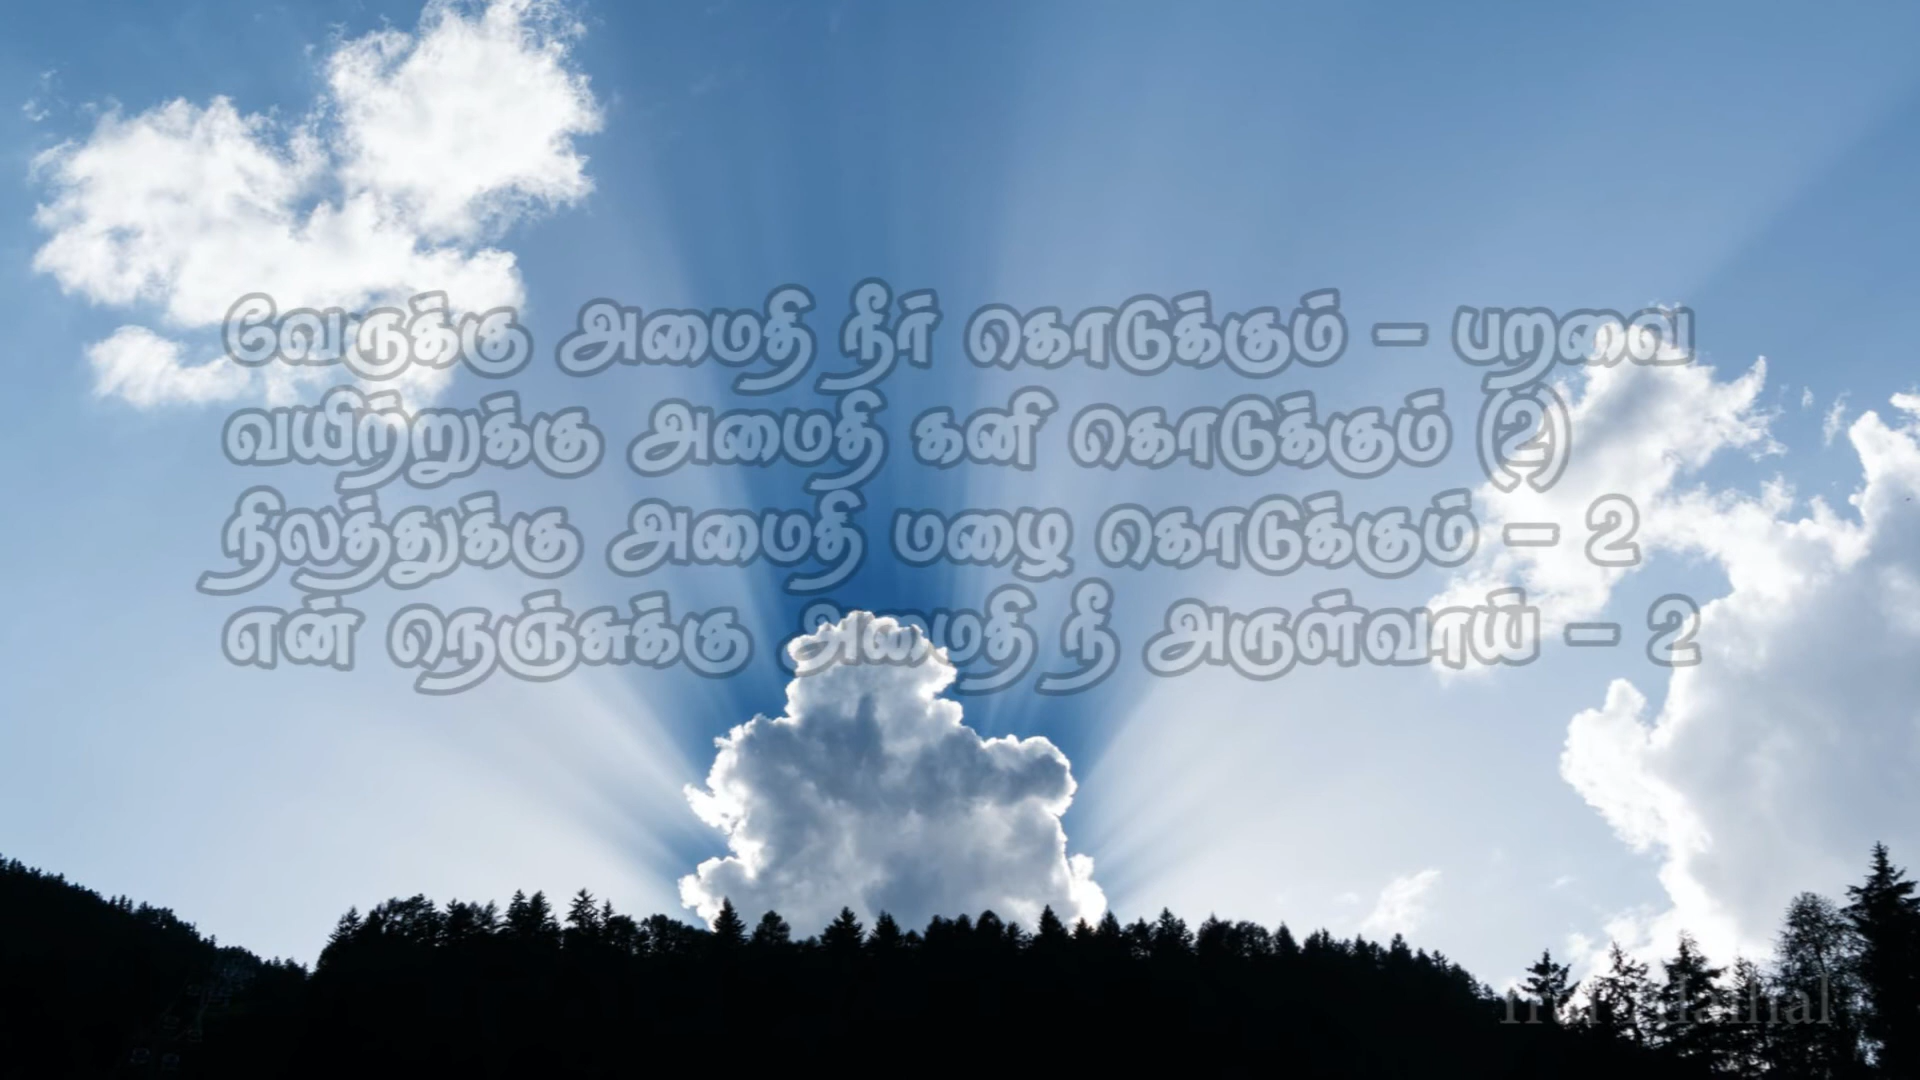 வேருக்கு அமைதி நீர் கொடுக்கும் – பறவை
வயிற்றுக்கு அமைதி கனி கொடுக்கும் (2)
நிலத்துக்கு அமைதி மழை கொடுக்கும் – 2
என் நெஞ்சுக்கு அமைதி நீ அருள்வாய் – 2